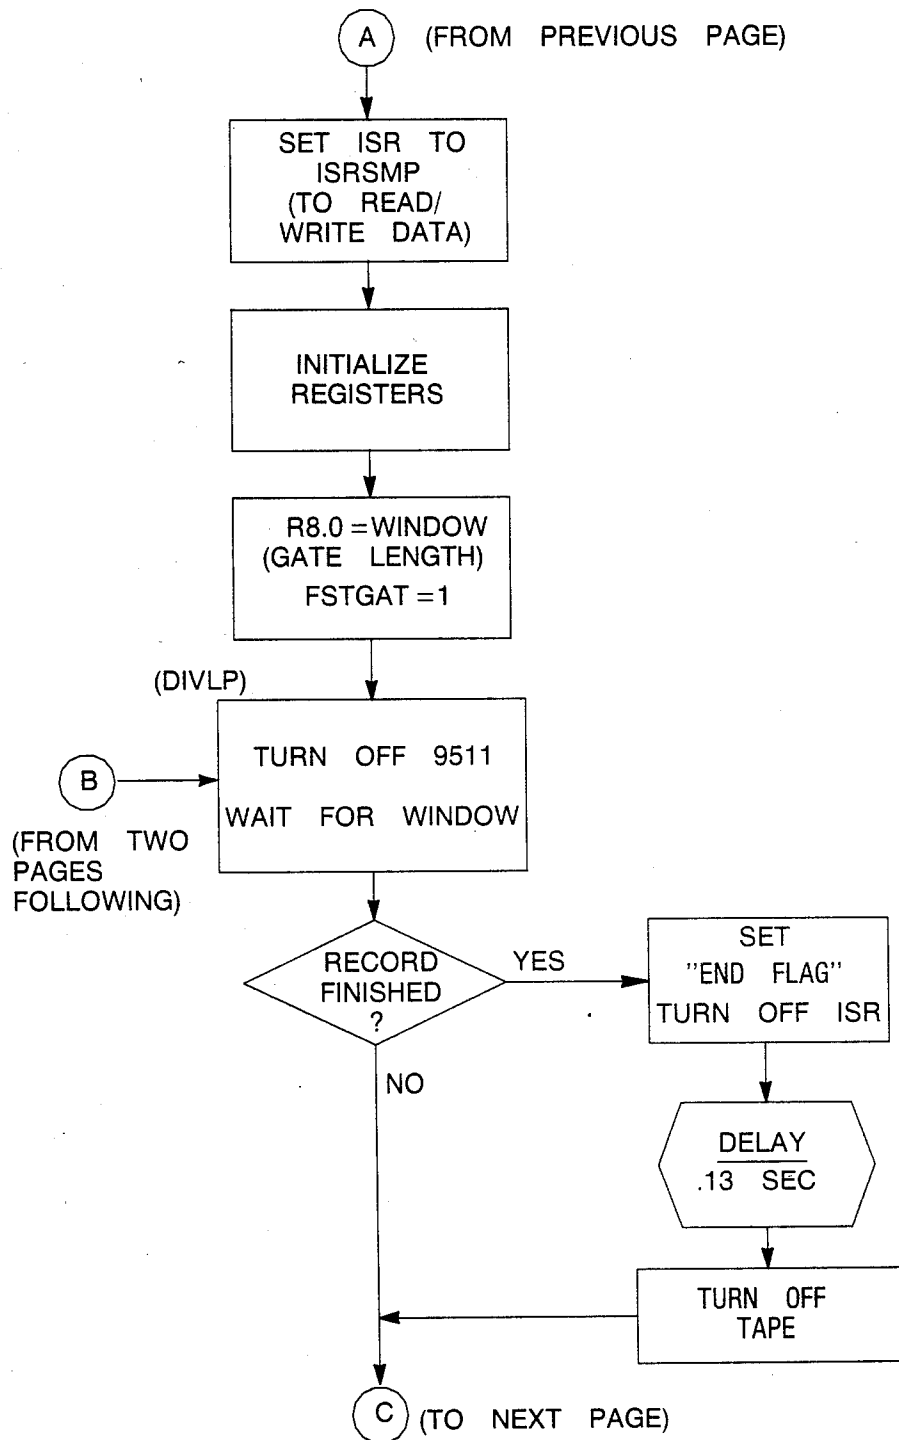 A (FROM PREVIOUS PAGE)
SET ISR TO
ISRSMP
(TO READ/
WRITE DATA)
INITIALIZE
REGISTERS
R8.0 = WINDOW
(GATE LENGTH)
FSTGAT = 1
(DIVLP)
TURN OFF 9511
WAIT FOR WINDOW
B
(FROM TWO
PAGES
FOLLOWING)
RECORD
FINISHED
?
YES
SET
"END FLAG"
TURN OFF ISR
NO
DELAY
.13 SEC
TURN OFF
TAPE
C (TO NEXT PAGE)